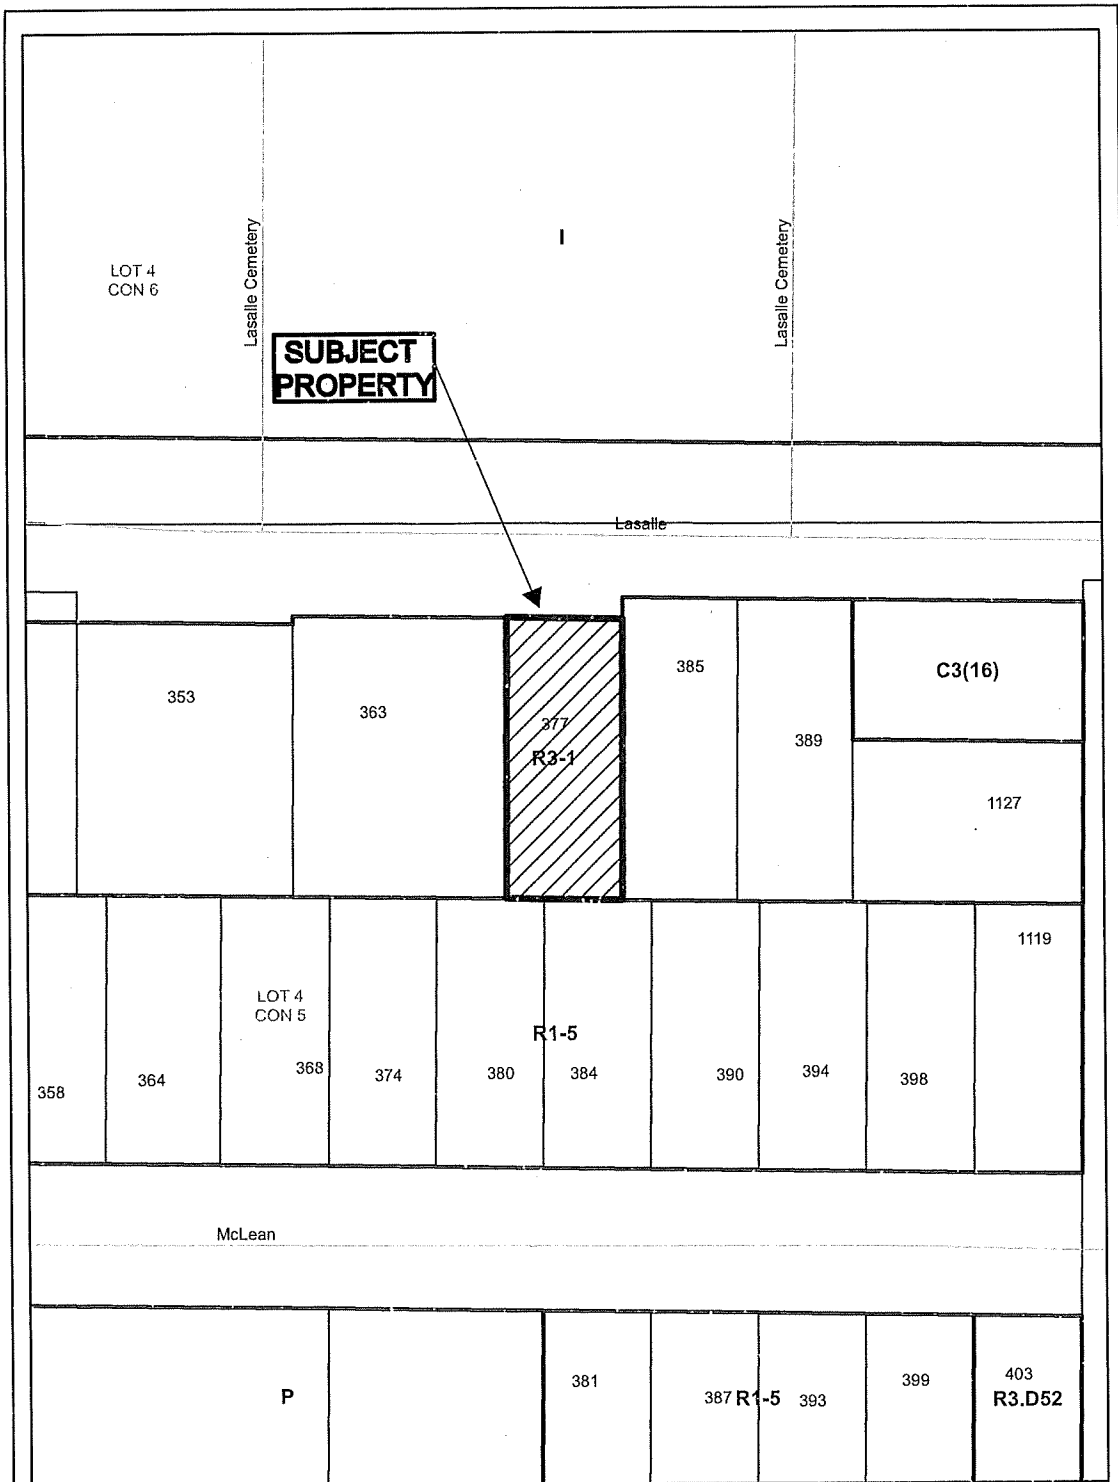 I
Lasalle Cemetery
Lasalle Cemetery
LOT 4
CON 6
SUBJECT
PROPERTY
Lasalle
353
363
377
R3-1
385
389
C3(16)
1127
1119
LOT 4
CON 5
R1-5
358
364
368
374
380
384
390
394
398
McLean
P
381
387
R1-5
393
399
403
R3.D52